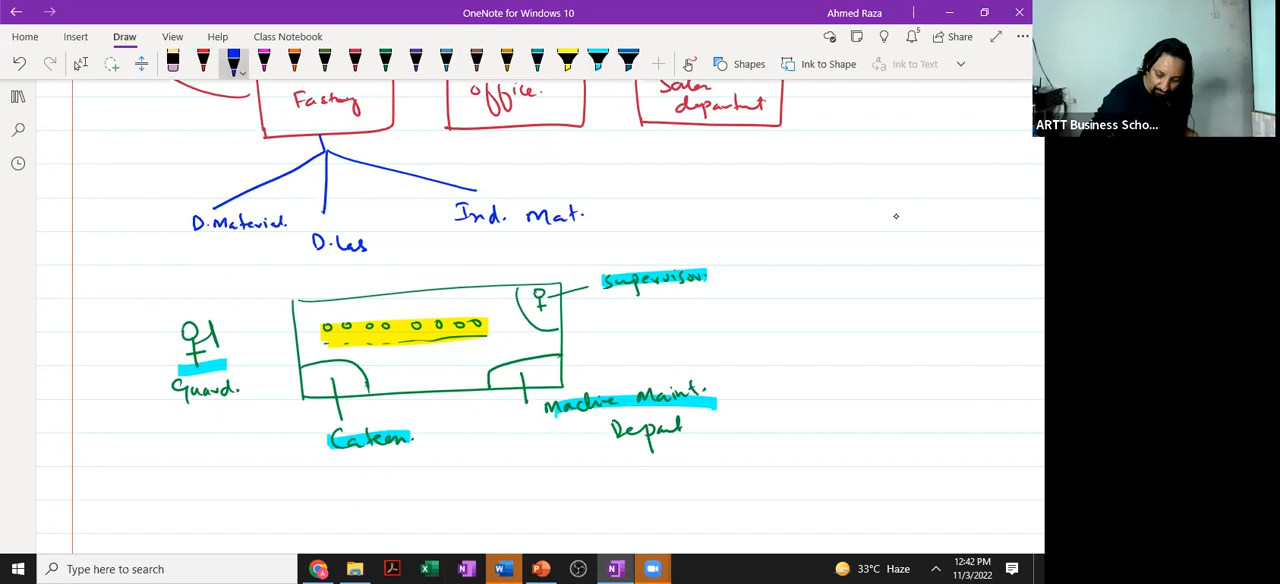 OneNote for Windows 10
Ahmed Raza
Home Insert Draw View Help Class Notebook
Share
Shapes Ink to Shape Ink to Text
ARTT Business Scho...
Factory
office.
department
D.Material.
D.Lab
Ind. Mat.
Supervisor.
Guard.
Machine Maint.
Depart
Cateen.
Type here to search
33°C Haze
12:42 PM
11/3/2022
5